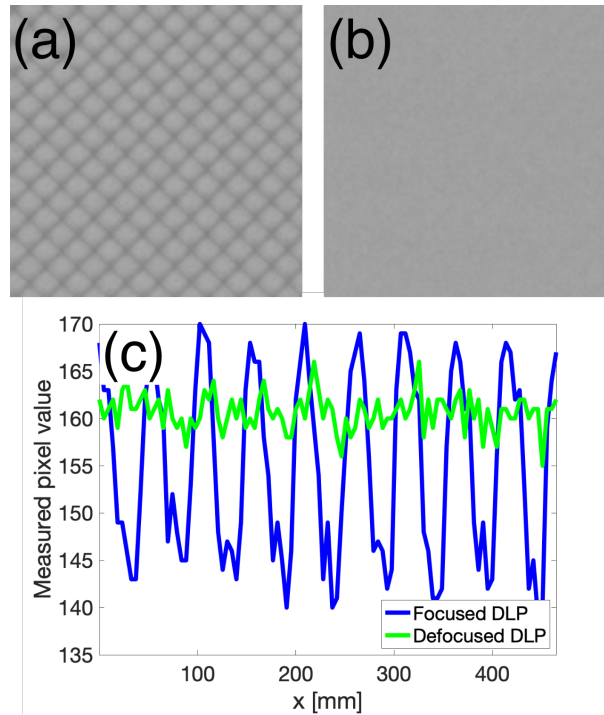 (a)
(b)
(c)
170
165
160
155
150
145
140
135
Measured pixel value
100
200
300
400
x [mm]
Focused DLP
Defocused DLP